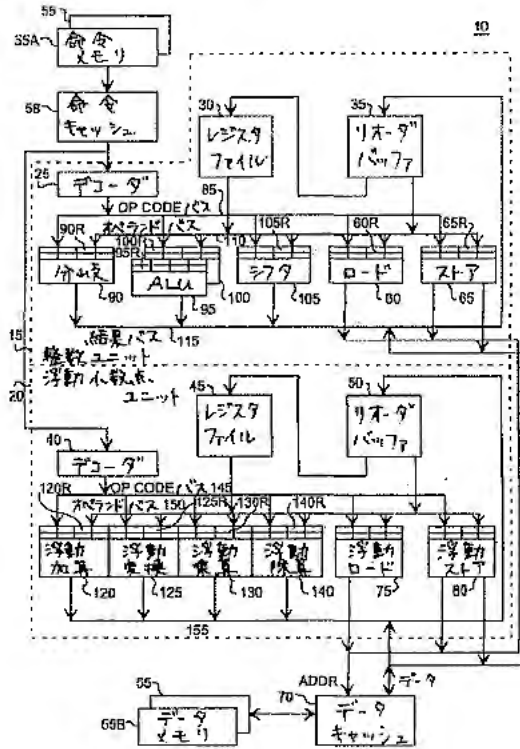 10
55
55A
命令
メモリ
5B
命令
キャッシュ
30
レジスタ
ファイル
35
リオーダ
バッファ
25
デコーダ
OP CODEバス
85
オペランドバス
110
90R
100R
95R
105R
60R
65R
分岐
ALU
シフタ
ロード
ストア
90
95
100
105
60
65
結果バス
115
15
整数ユニット
20
浮動小数点
ユニット
45
レジスタ
ファイル
50
リオーダ
バッファ
40
デコーダ
OP CODEバス 145
オペランドバス 150
120R
125R
130R
140R
浮動
加算
浮動
変換
浮動
乗算
浮動
除算
浮動
ロード
浮動
ストア
120
125
130
140
75
80
155
ADDR
データ
55
55B
データ
メモリ
70
データ
キャッシュ